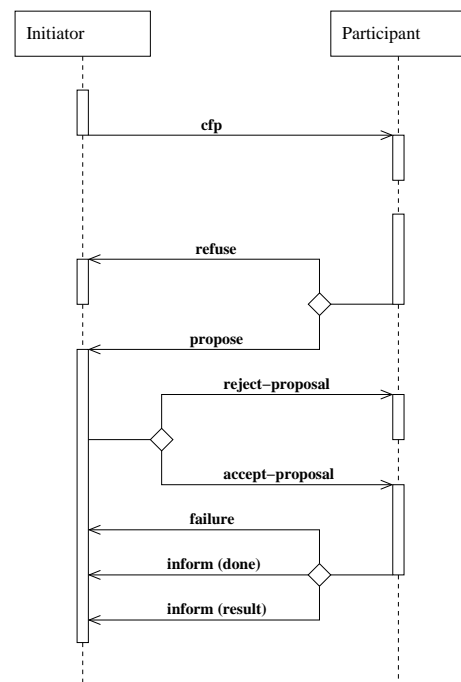 Initiator
Participant
cfp
refuse
propose
reject−proposal
accept−proposal
failure
inform (done)
inform (result)